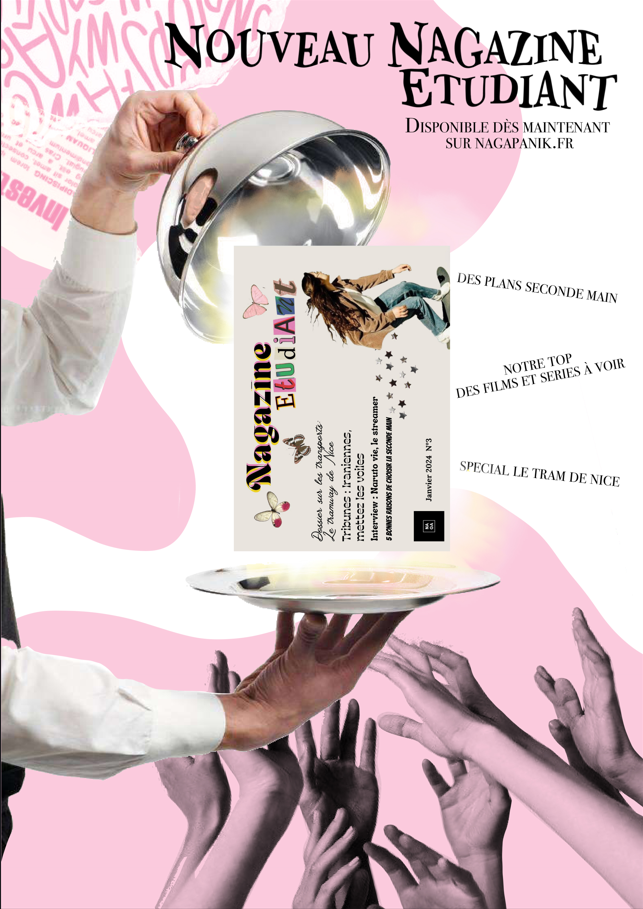 NOUVEAU NAGAZINE
ETUDIANT
DISPONIBLE DÈS MAINTENANT
SUR NAGAPANIK.FR
DES PLANS SECONDE MAIN
NOTRE TOP
DES FILMS ET SERIES À VOIR
SPECIAL LE TRAM DE NICE
Nagazine
EtudiAnt
Dossier sur les transports
Le tramway de Nice
Tribunes : Iraniennes,
mettez les voiles
Interview : Naruto vie, le streamer
5 BONNES RAISONS DE CHOISIR LA SECONDE MAIN
Janvier 2024 N°3
Invest
ADIPISCING